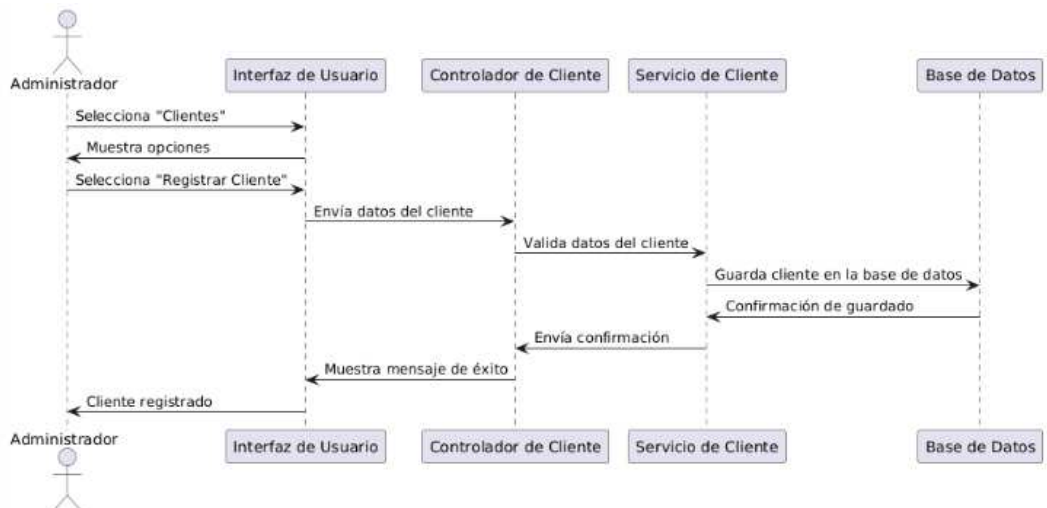 Administrador
Interfaz de Usuario
Controlador de Cliente
Servicio de Cliente
Base de Datos
Selecciona "Clientes"
Muestra opciones
Selecciona "Registrar Cliente"
Envía datos del cliente
Valida datos del cliente
Guarda cliente en la base de datos
Confirmación de guardado
Envía confirmación
Muestra mensaje de éxito
Cliente registrado
Administrador
Interfaz de Usuario
Controlador de Cliente
Servicio de Cliente
Base de Datos